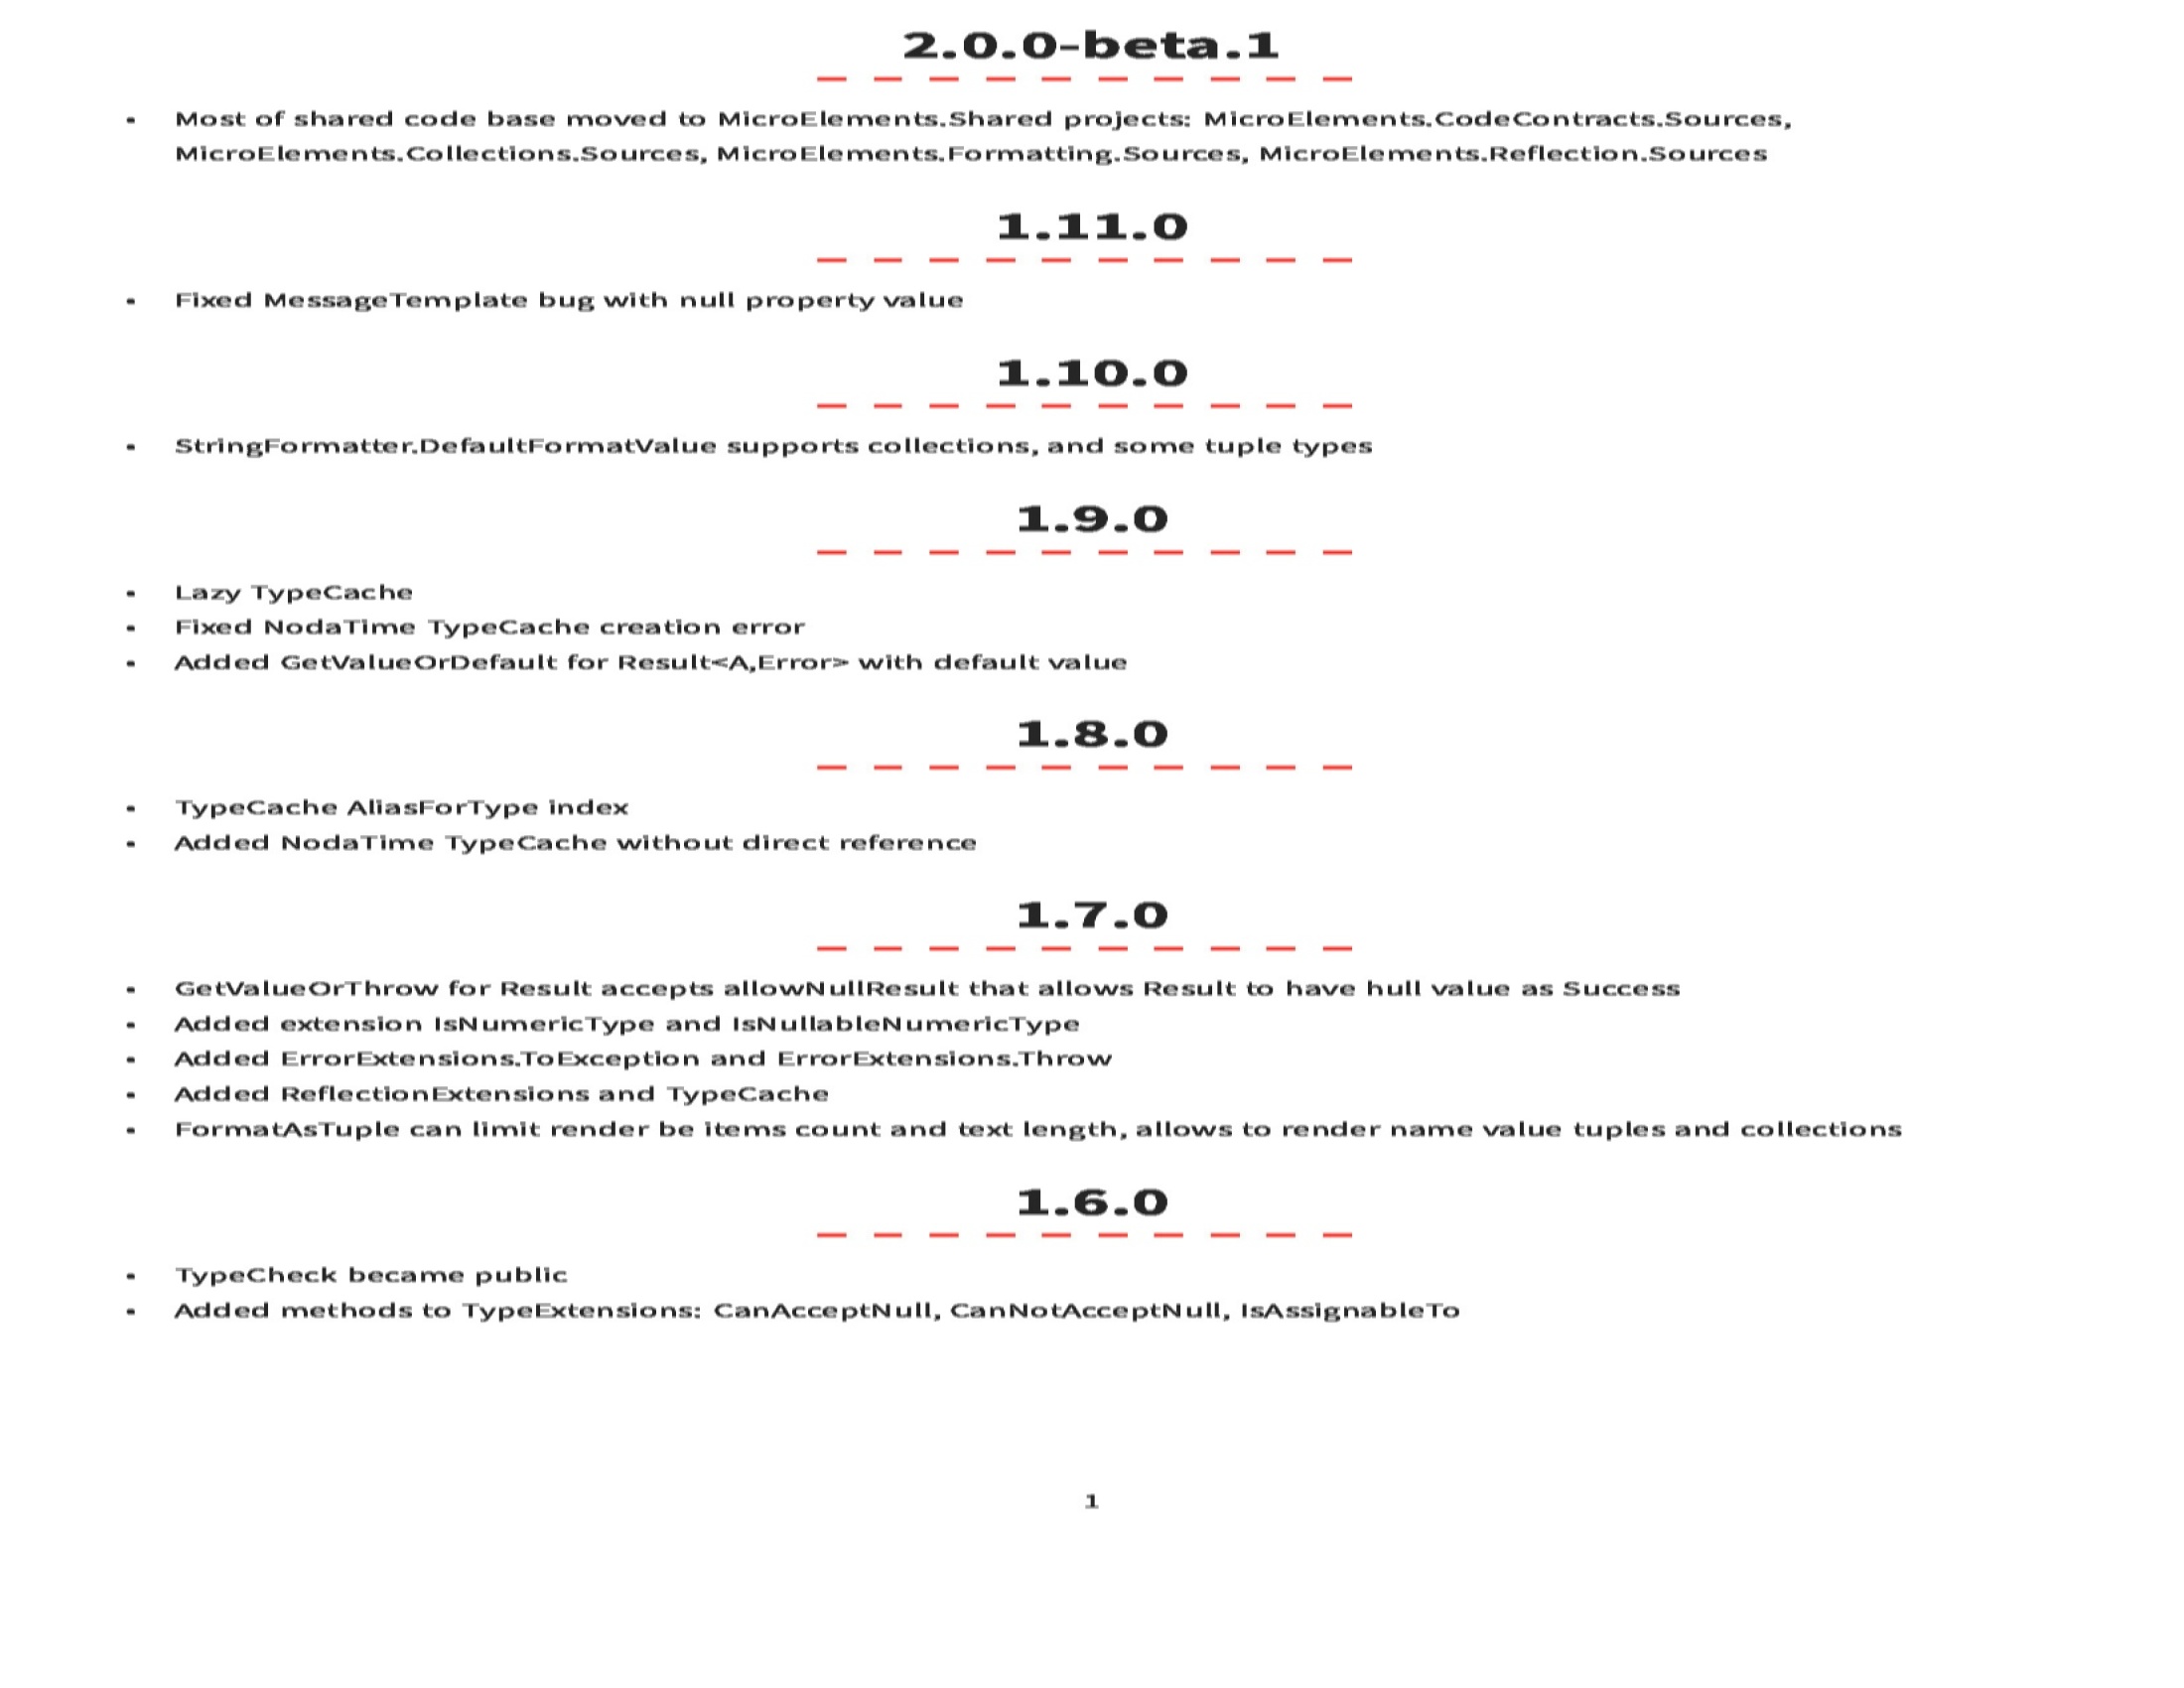 2.0.0-beta.1
- Most of shared code base moved to MicroElements.Shared projects: MicroElements.CodeContracts.Sources,
MicroElements.Collections.Sources, MicroElements.Formatting.Sources, MicroElements.Reflection.Sources
1.11.0
- Fixed MessageTemplate bug with null property value
1.10.0
- StringFormatter.DefaultFormatValue supports collections, and some tuple types
1.9.0
- Lazy TypeCache
- Fixed NodaTime TypeCache creation error
- Added GetValueOrDefault for Result<A,Error> with default value
1.8.0
- TypeCache AliasForType index
- Added NodaTime TypeCache without direct reference
1.7.0
- GetValueOrThrow for Result accepts allowNullResult that allows Result to have hull value as Success
- Added extension IsNumericType and IsNullableNumericType
- Added ErrorExtensions.ToException and ErrorExtensions.Throw
- Added ReflectionExtensions and TypeCache
- FormatAsTuple can limit render be items count and text length, allows to render name value tuples and collections
1.6.0
- TypeCheck became public
- Added methods to TypeExtensions: CanAcceptNull, CanNotAcceptNull, IsAssignableTo
1